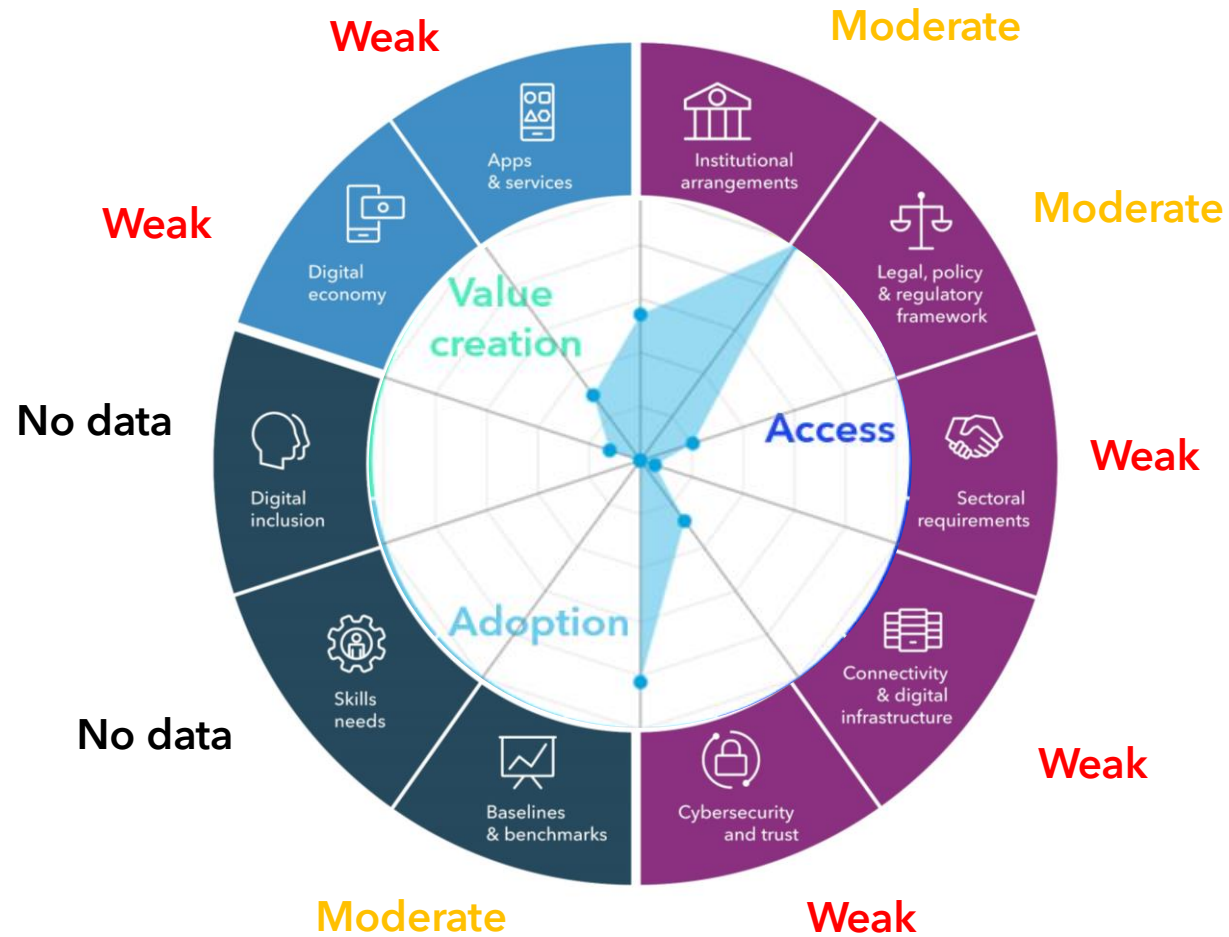 Weak
Moderate
Apps
& services
Institutional
arrangements
Weak
Moderate
Digital
economy
Legal, policy
& regulatory
framework
Value
creation
No data
Access
Weak
Digital
inclusion
Sectoral
requirements
Adoption
Skills
needs
Connectivity
& digital
infrastructure
No data
Weak
Baselines
& benchmarks
Cybersecurity
and trust
Moderate
Weak